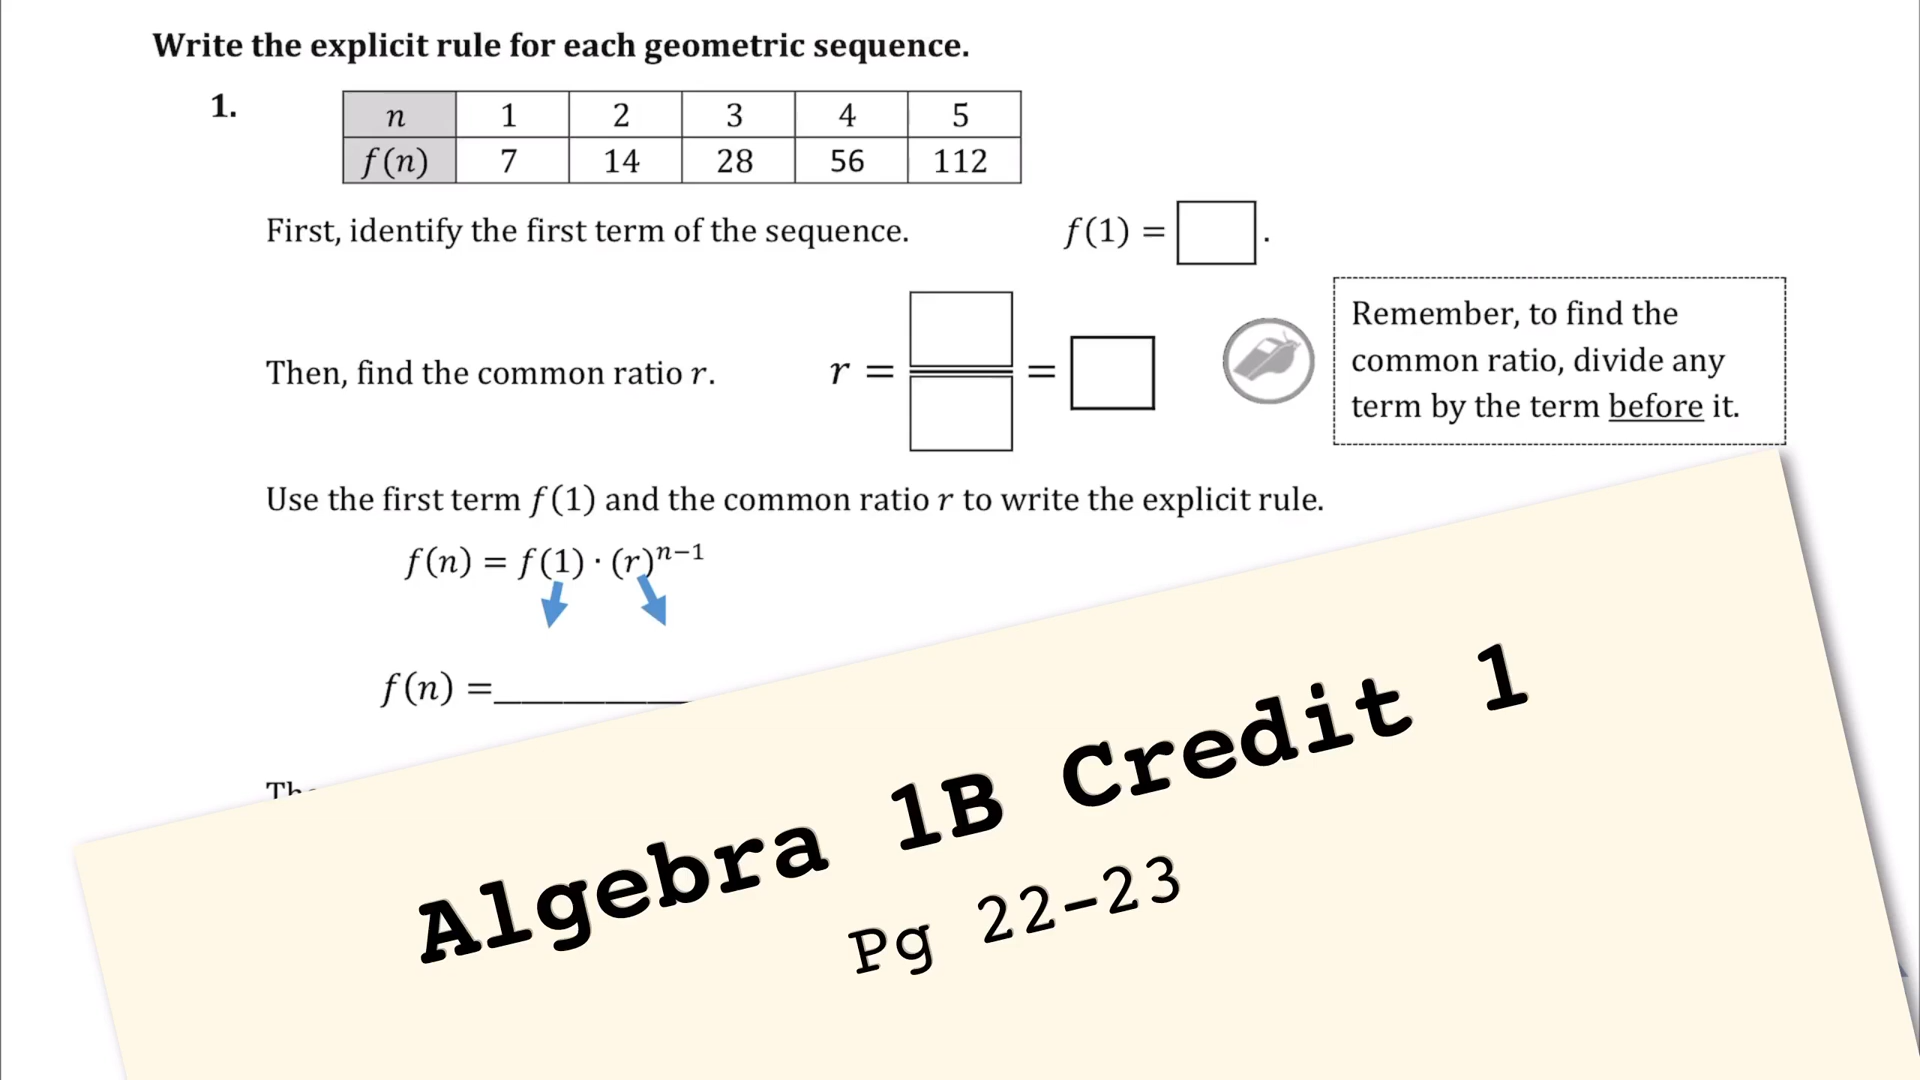 Write the explicit rule for each geometric sequence.
1.
n 1 2 3 4 5
f(n) 7 14 28 56 112
First, identify the first term of the sequence. f(1) = .
Then, find the common ratio r. r = =
Remember, to find the
common ratio, divide any
term by the term before it.
Use the first term f(1) and the common ratio r to write the explicit rule.
f(n) = f(1) · (r)ⁿ⁻¹
f(n) =__________
Algebra 1B Credit 1
Pg 22-23